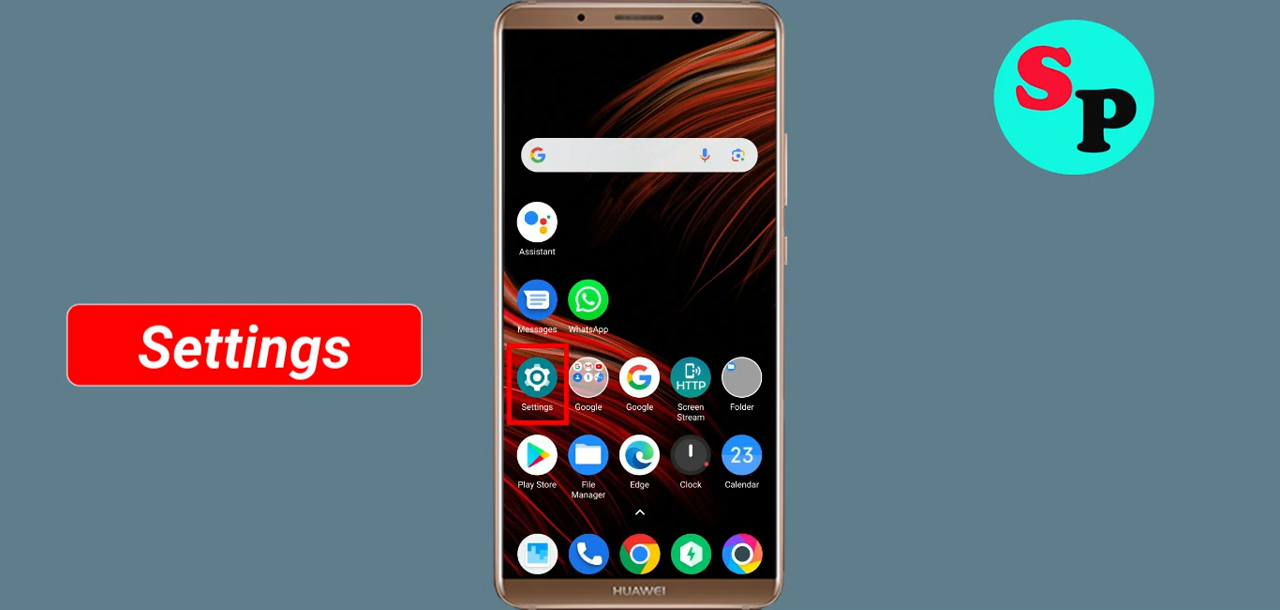 SP
Assistant
Messages WhatsApp
Settings
Settings Google Google Screen Stream Folder
HTTP
23
Play Store File Manager Edge Clock Calendar
HUAWEI